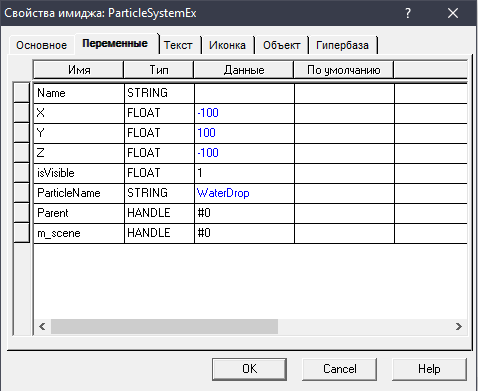 Свойства имиджа: ParticleSystemEx
Основное Переменные Текст Иконка Объект Гипербаза
Имя Тип Данные По умолчанию
Name STRING
X FLOAT -100
Y FLOAT 100
Z FLOAT -100
isVisible FLOAT 1
ParticleName STRING WaterDrop
Parent HANDLE #0
m_scene HANDLE #0
OK Cancel Help